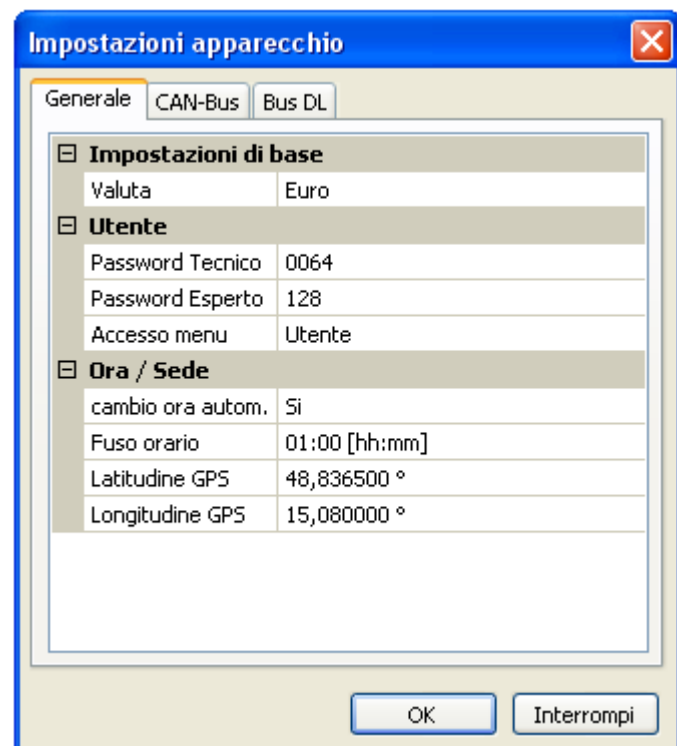 Impostazioni apparecchio
Generale CAN-Bus Bus DL
Impostazioni di base
Valuta Euro
Utente
Password Tecnico 0064
Password Esperto 128
Accesso menu Utente
Ora / Sede
cambio ora autom. Si
Fuso orario 01:00 [hh:mm]
Latitudine GPS 48,836500 °
Longitudine GPS 15,080000 °
OK Interrompi